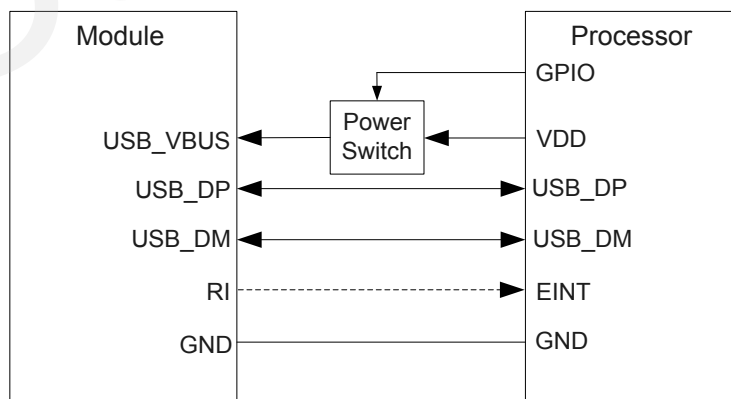 Module
Processor
GPIO
Power
Switch
USB_VBUS
VDD
USB_DP
USB_DP
USB_DM
USB_DM
RI
EINT
GND
GND